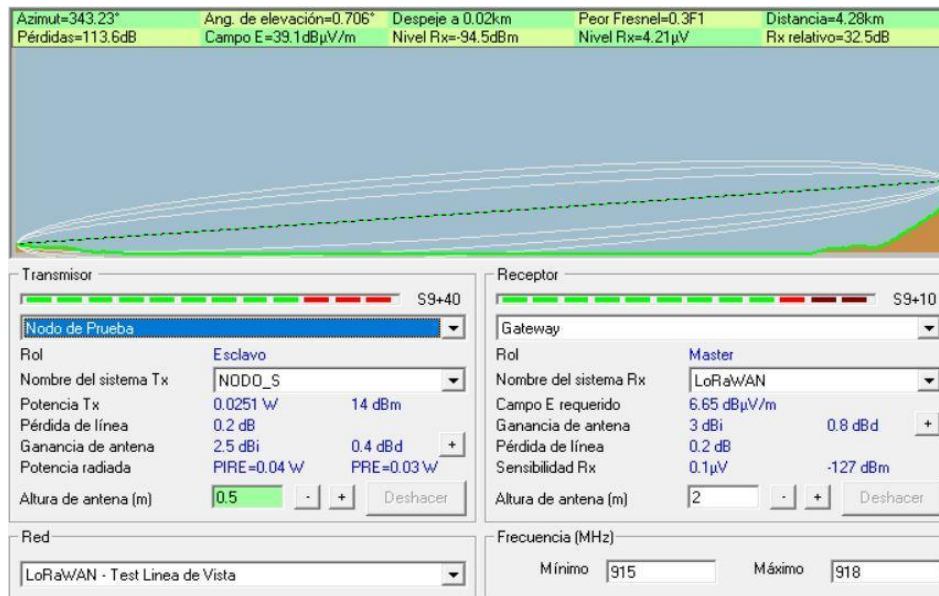 Azimut=343.23° Ang. de elevación=0.706° Despeje a 0.02km Peor Fresnel=0.3F1 Distancia=4.28km
Pérdidas=113.6dB Campo E=39.1dBµV/m Nivel Rx=-94.5dBm Nivel Rx=4.21µV Rx relativo=32.5dB
Transmisor
S9+40
Nodo de Prueba
Rol Esclavo
Nombre del sistema Tx NODO_S
Potencia Tx 0.0251 W 14 dBm
Pérdida de línea 0.2 dB
Ganancia de antena 2.5 dBi 0.4 dBd +
Potencia radiada PIRE=0.04 W PRE=0.03 W
Altura de antena (m) 0.5 - + Deshacer
Receptor
S9+10
Gateway
Rol Master
Nombre del sistema Rx LoRaWAN
Campo E requerido 6.65 dBµV/m
Ganancia de antena 3 dBi 0.8 dBd +
Pérdida de línea 0.2 dB
Sensibilidad Rx 0.1µV -127 dBm
Altura de antena (m) 2 - + Deshacer
Red
LoRaWAN - Test Linea de Vista
Frecuencia (MHz)
Mínimo 915 Máximo 918